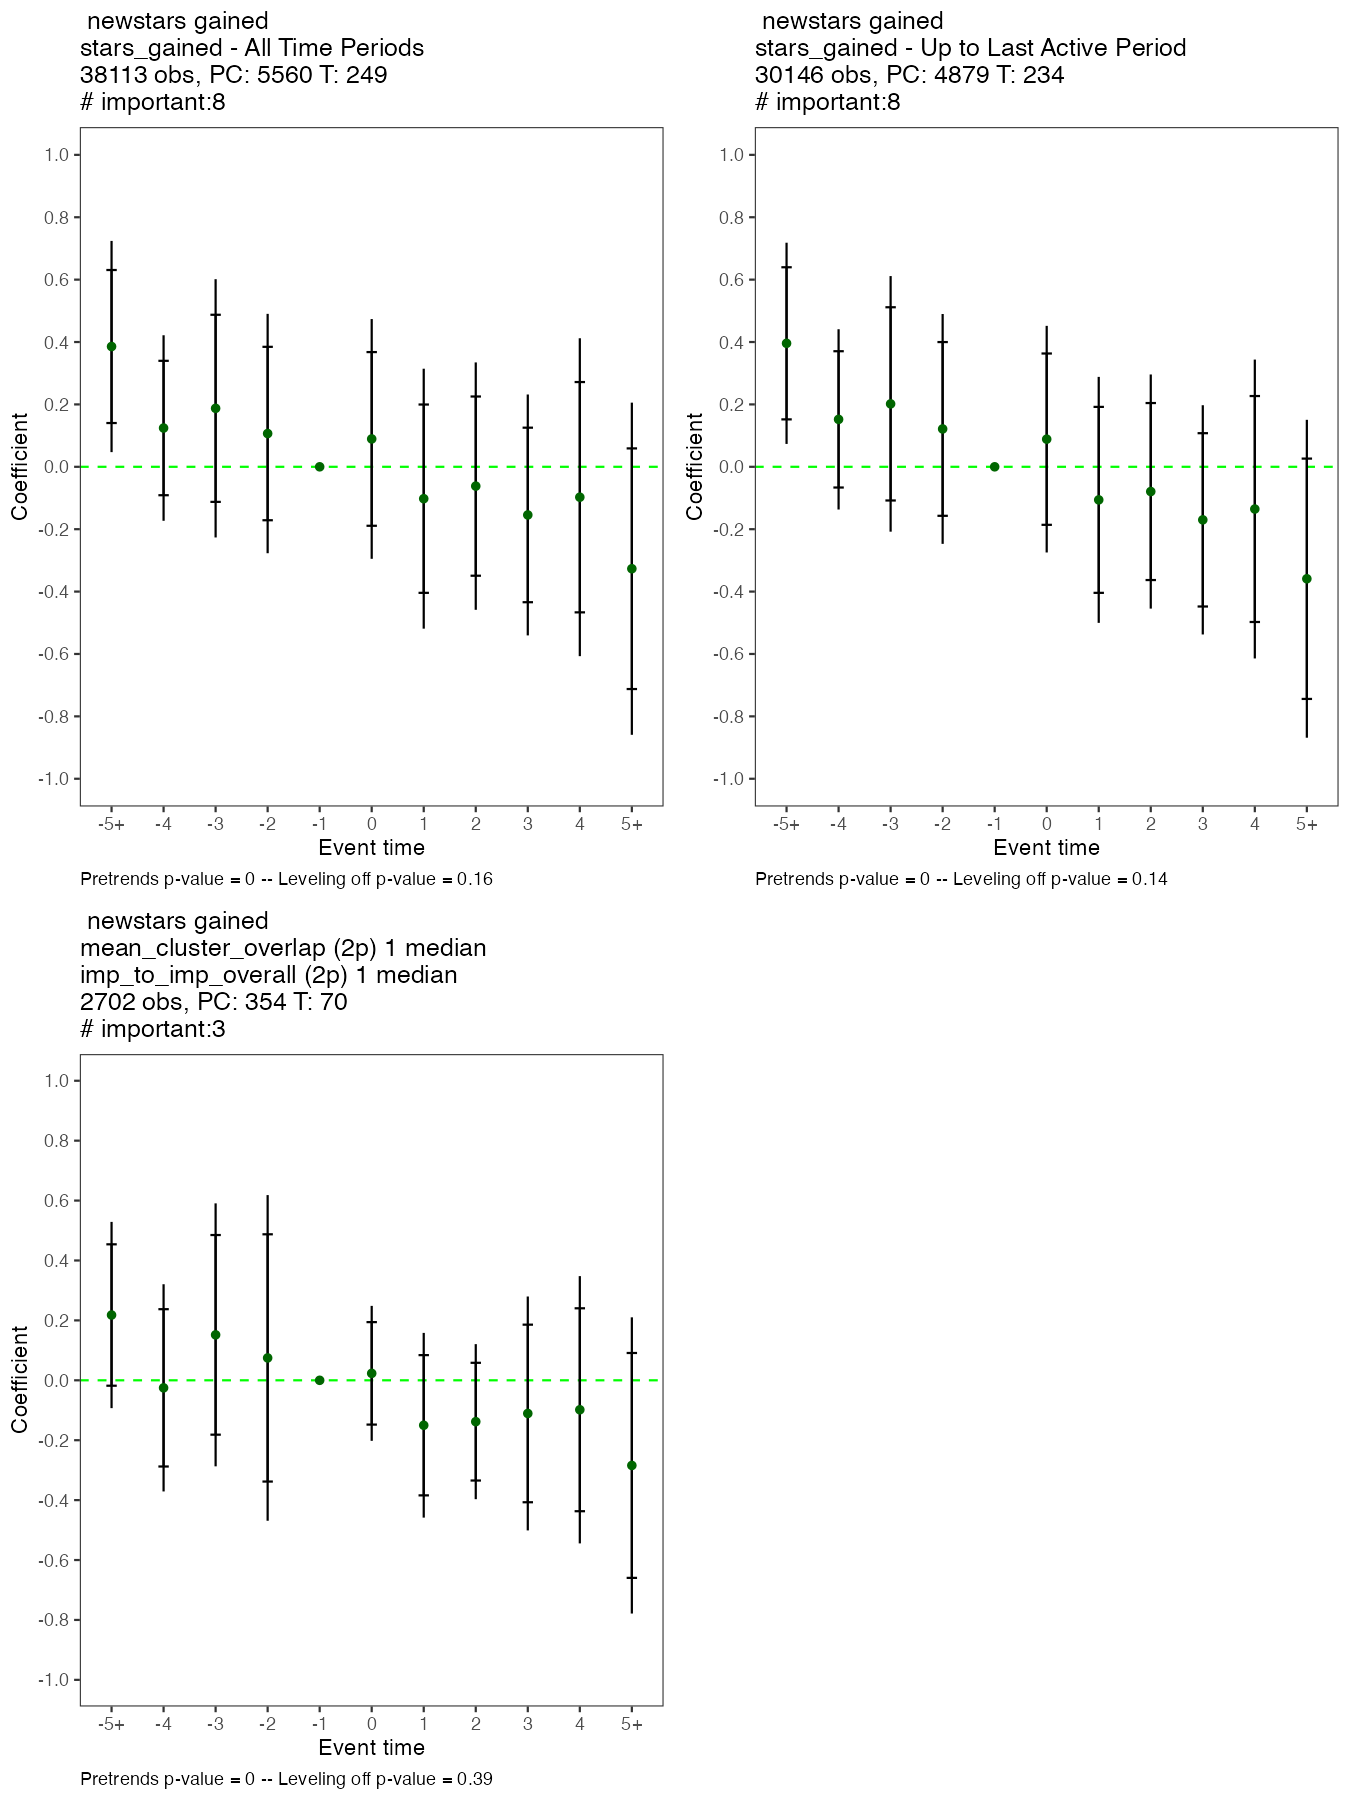 newstars gained
stars_gained - All Time Periods
38113 obs, PC: 5560 T: 249
# important:8
1.0
0.8
0.6
0.4
0.2
0.0
-0.2
-0.4
-0.6
-0.8
-1.0
Coefficient
-5+ -4 -3 -2 -1 0 1 2 3 4 5+
Event time
Pretrends p-value = 0 -- Leveling off p-value = 0.16
newstars gained
stars_gained - Up to Last Active Period
30146 obs, PC: 4879 T: 234
# important:8
1.0
0.8
0.6
0.4
0.2
0.0
-0.2
-0.4
-0.6
-0.8
-1.0
Coefficient
-5+ -4 -3 -2 -1 0 1 2 3 4 5+
Event time
Pretrends p-value = 0 -- Leveling off p-value = 0.14
newstars gained
mean_cluster_overlap (2p) 1 median
imp_to_imp_overall (2p) 1 median
2702 obs, PC: 354 T: 70
# important:3
1.0
0.8
0.6
0.4
0.2
0.0
-0.2
-0.4
-0.6
-0.8
-1.0
Coefficient
-5+ -4 -3 -2 -1 0 1 2 3 4 5+
Event time
Pretrends p-value = 0 -- Leveling off p-value = 0.39